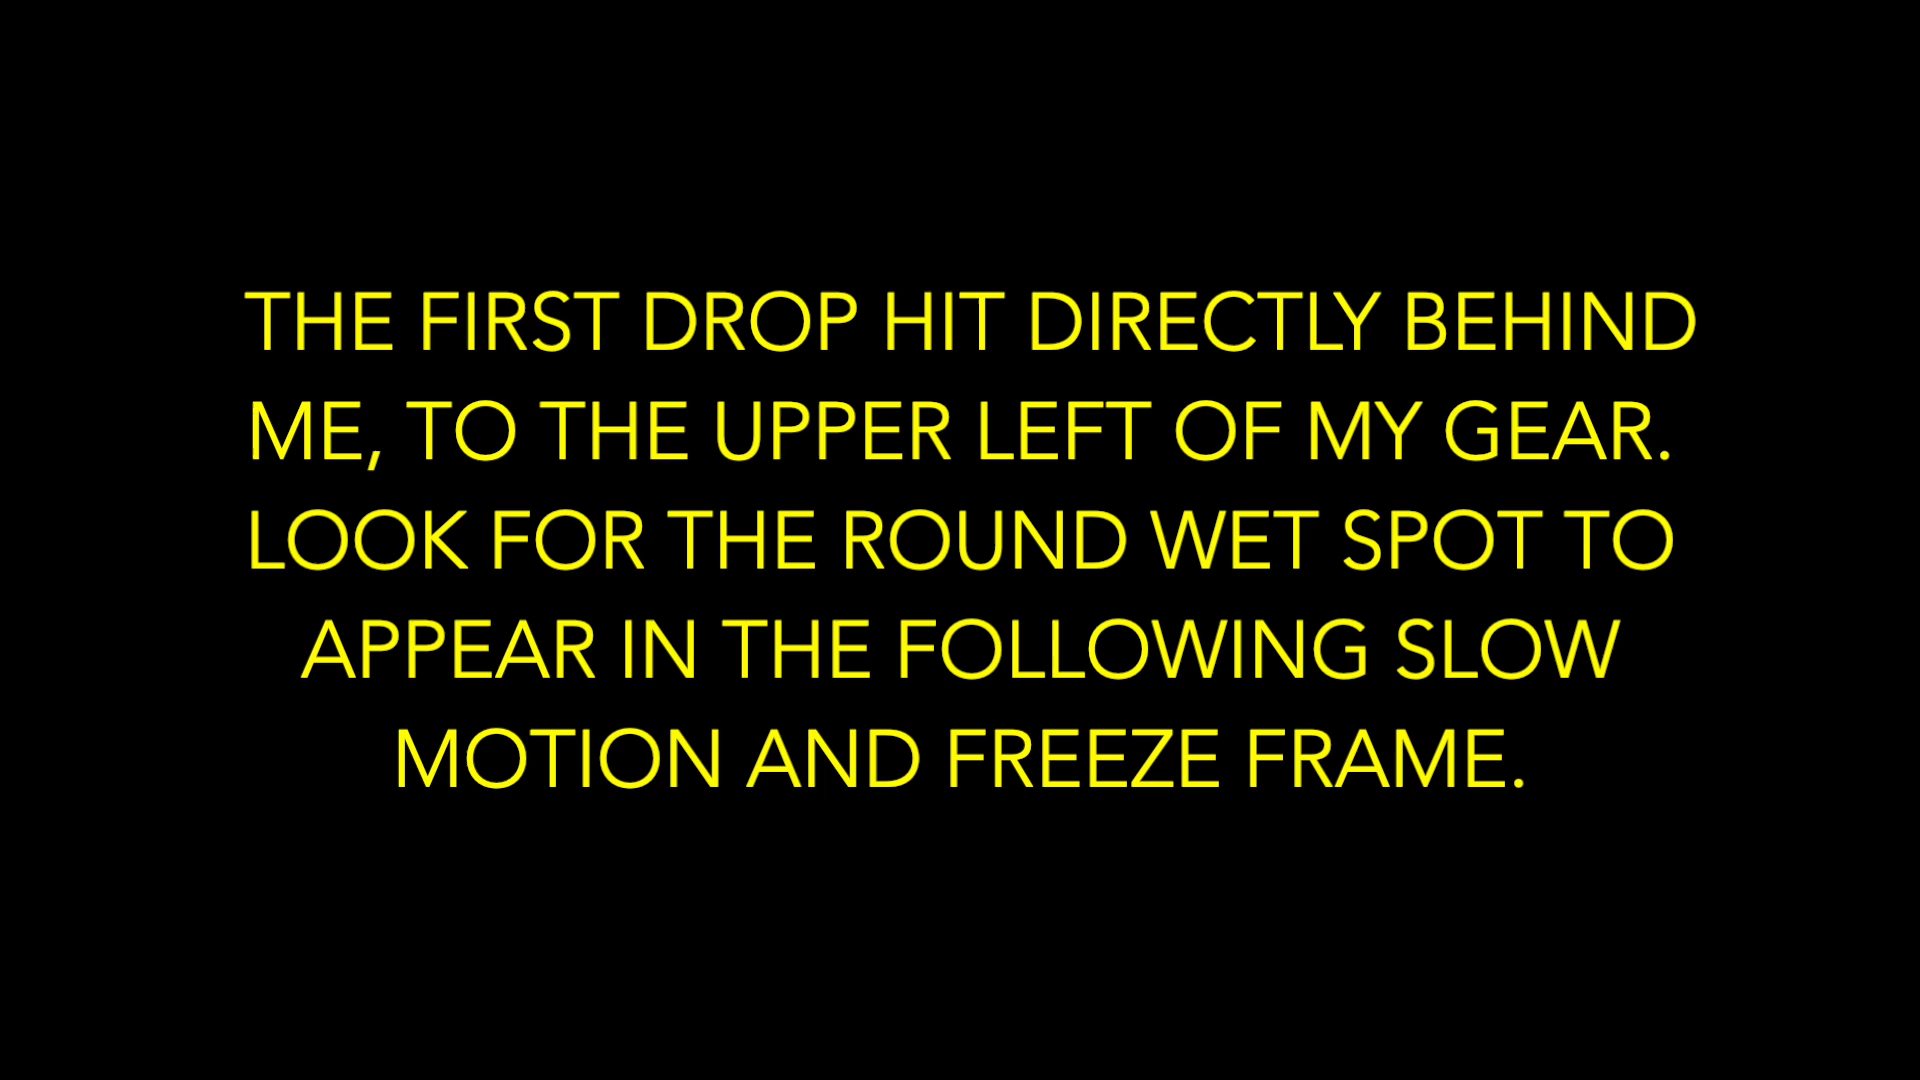 THE FIRST DROP HIT DIRECTLY BEHIND
ME, TO THE UPPER LEFT OF MY GEAR.
LOOK FOR THE ROUND WET SPOT TO
APPEAR IN THE FOLLOWING SLOW
MOTION AND FREEZE FRAME.